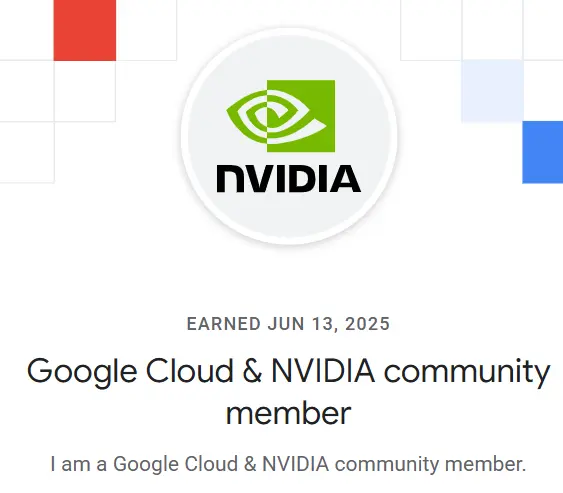 NVIDIA
EARNED JUN 13, 2025
Google Cloud & NVIDIA community
member
I am a Google Cloud & NVIDIA community member.